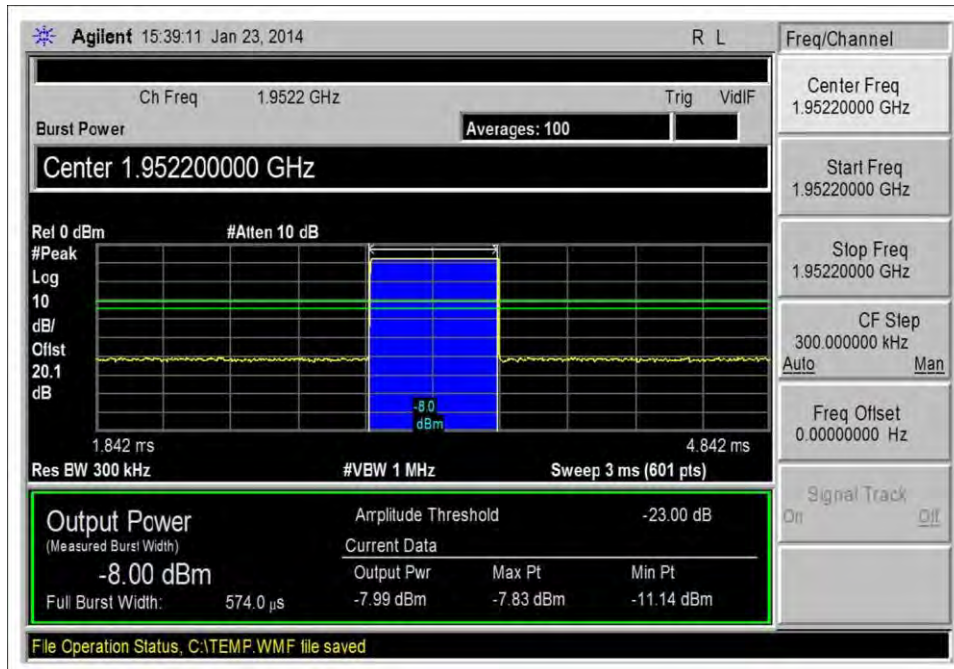 Agilent 15:39:11 Jan 23, 2014 R L
Freq/Channel
Ch Freq 1.9522 GHz Trig VidIF
Burst Power Averages: 100
Center 1.952200000 GHz
Ref 0 dBm #Atten 10 dB
#Peak
Log
10
dB/
Offst
20.1
dB
-8.0
dBm
1.842 ms 4.842 ms
Res BW 300 kHz #VBW 1 MHz Sweep 3 ms (601 pts)
Output Power
(Measured Burst Width)
-8.00 dBm
Full Burst Width: 574.0 µs
Amplitude Threshold -23.00 dB
Current Data
Output Pwr Max Pt Min Pt
-7.99 dBm -7.83 dBm -11.14 dBm
File Operation Status, C:\TEMP.WMF file saved
Center Freq
1.95220000 GHz
Start Freq
1.95220000 GHz
Stop Freq
1.95220000 GHz
CF Step
300.000000 kHz
Auto Man
Freq Offset
0.00000000 Hz
Signal Track
On Off